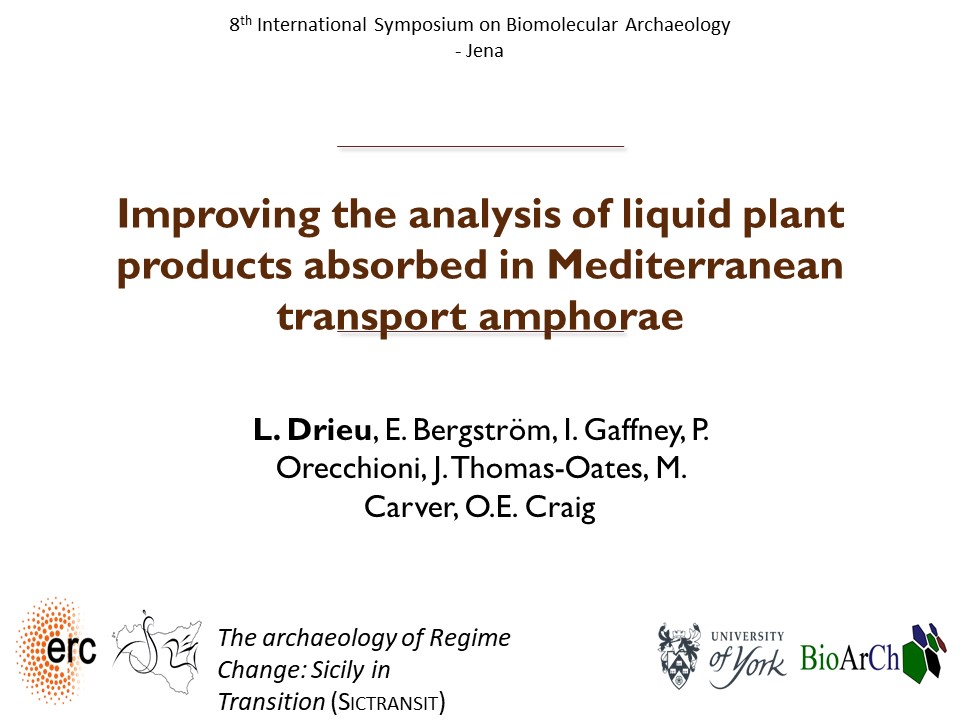 8th International Symposium on Biomolecular Archaeology
- Jena
Improving the analysis of liquid plant
products absorbed in Mediterranean
transport amphorae
L. Drieu, E. Bergström, I. Gaffney, P.
Orecchioni, J. Thomas-Oates, M.
Carver, O.E. Craig
erc
The archaeology of Regime
Change: Sicily in
Transition (SICTRANSIT)
UNIVERSITY
of York
BioArCh